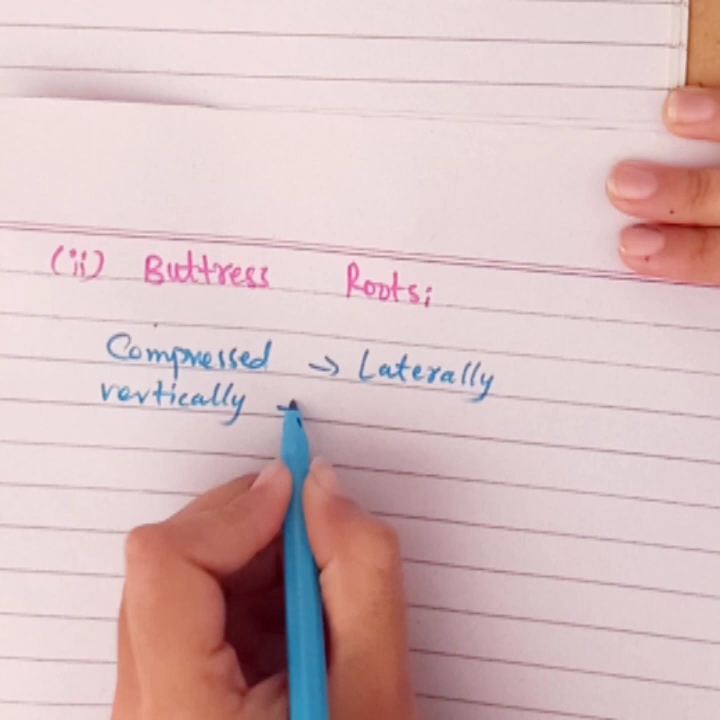 (ii) Buttress Roots;
Compressed → Laterally
vertically -